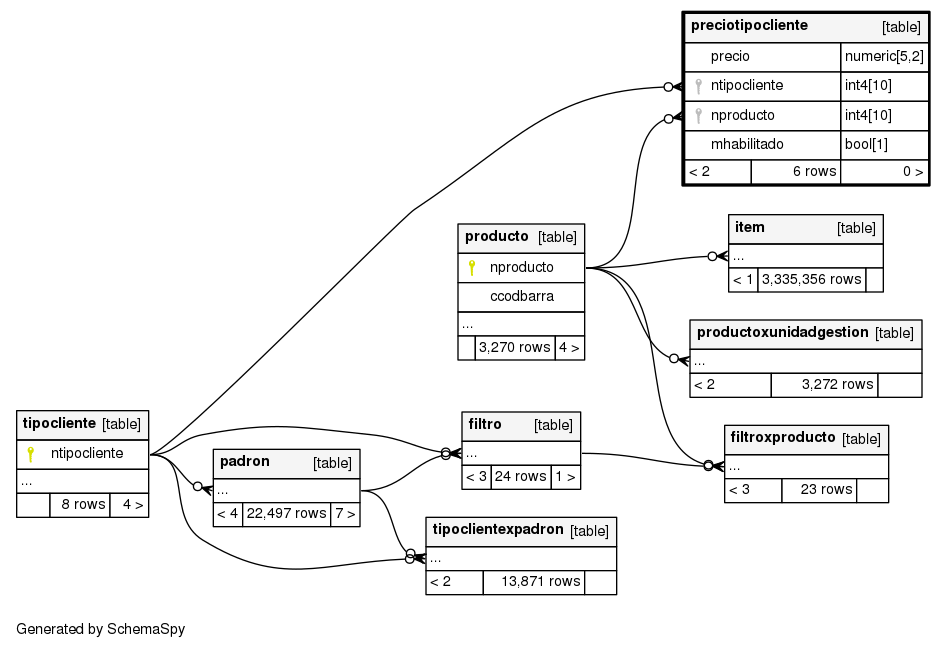 preciotipocliente [table]
precio numeric[5,2]
ntipocliente int4[10]
nproducto int4[10]
mhabilitado bool[1]
< 2 6 rows 0 >
item [table]
...
< 1 3,335,356 rows
producto [table]
nproducto
ccodbarra
...
3,270 rows 4 >
productoxunidadgestion [table]
...
< 2 3,272 rows
tipocliente [table]
ntipocliente
...
8 rows 4 >
filtro [table]
...
< 3 24 rows 1 >
filtroxproducto [table]
...
< 3 23 rows
padron [table]
...
< 4 22,497 rows 7 >
tipoclientexpadron [table]
...
< 2 13,871 rows
Generated by SchemaSpy